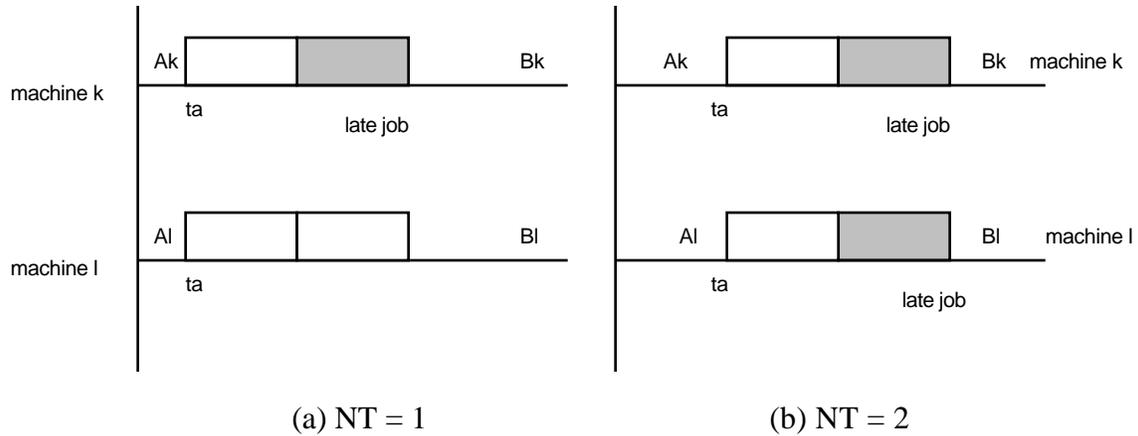 Ak Bk
machine k
ta
late job
Al Bl
machine l
ta
(a) NT = 1
Ak Bk machine k
ta
late job
Al Bl machine l
ta
late job
(b) NT = 2